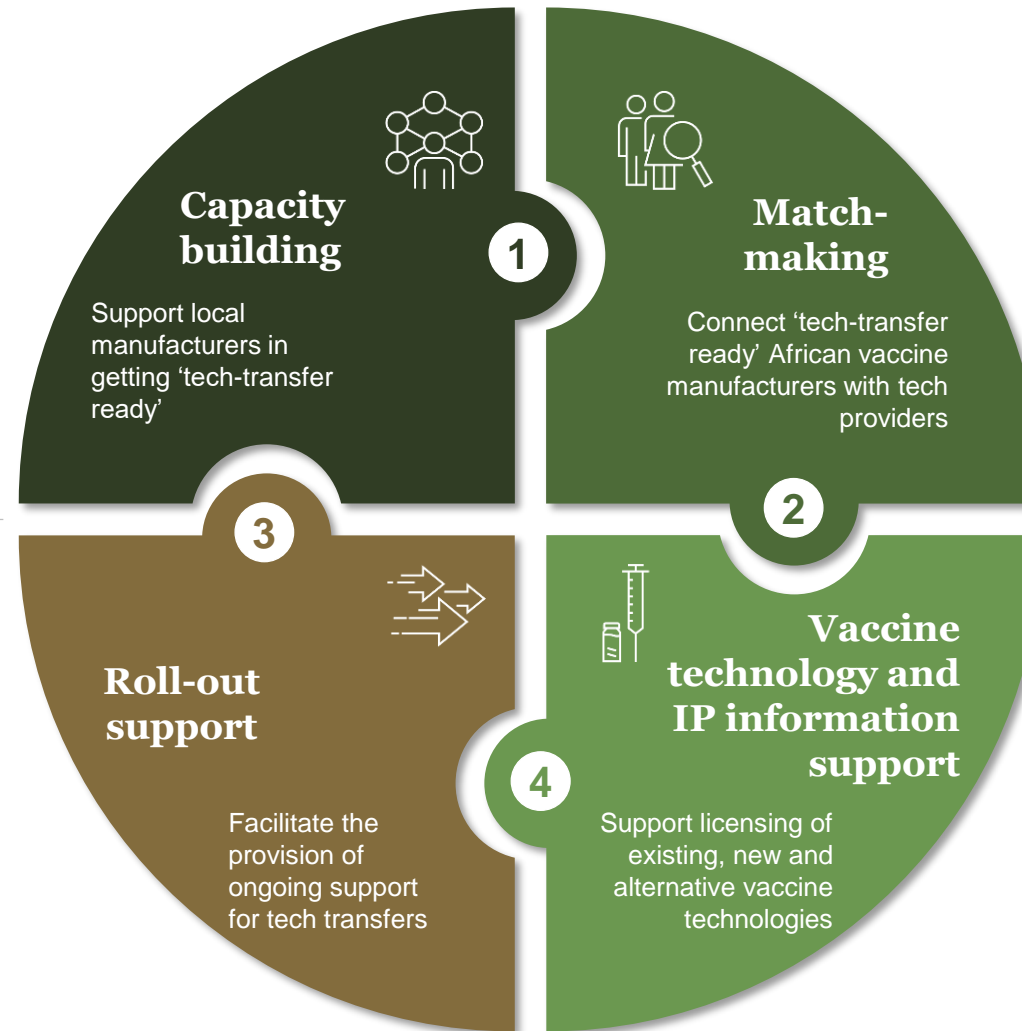 Capacity
building
Support local
manufacturers in
getting ‘tech-transfer
ready’
1
Match-
making
Connect ‘tech-transfer
ready’ African vaccine
manufacturers with tech
providers
2
3
Roll-out
support
Facilitate the
provision of
ongoing support
for tech transfers
4
Vaccine
technology and
IP information
support
Support licensing of
existing, new and
alternative vaccine
technologies